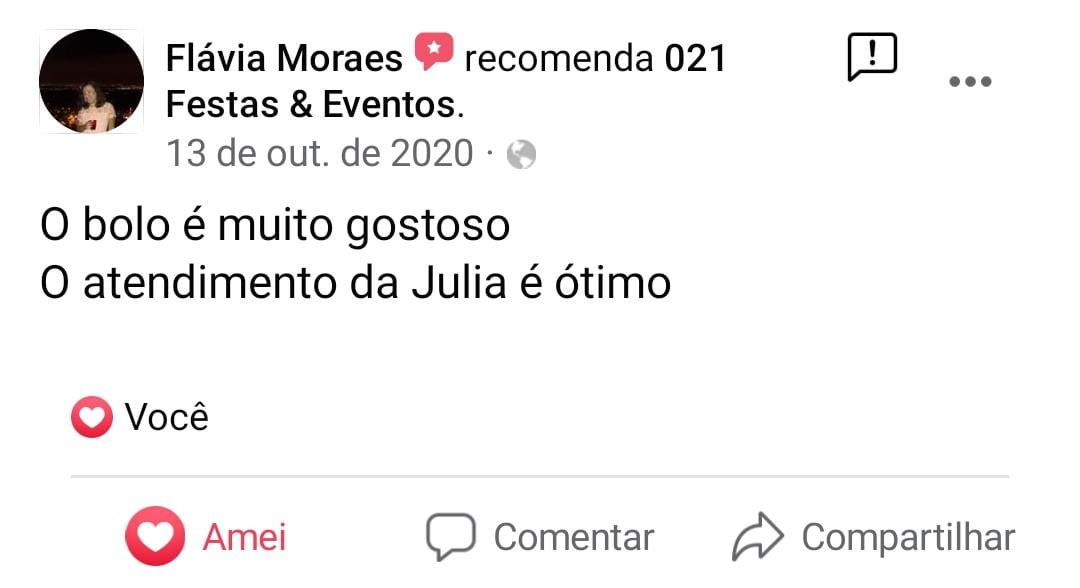 Flávia Moraes recomenda 021
Festas & Eventos.
13 de out. de 2020 ·
O bolo é muito gostoso
O atendimento da Julia é ótimo
Você
Amei Comentar Compartilhar